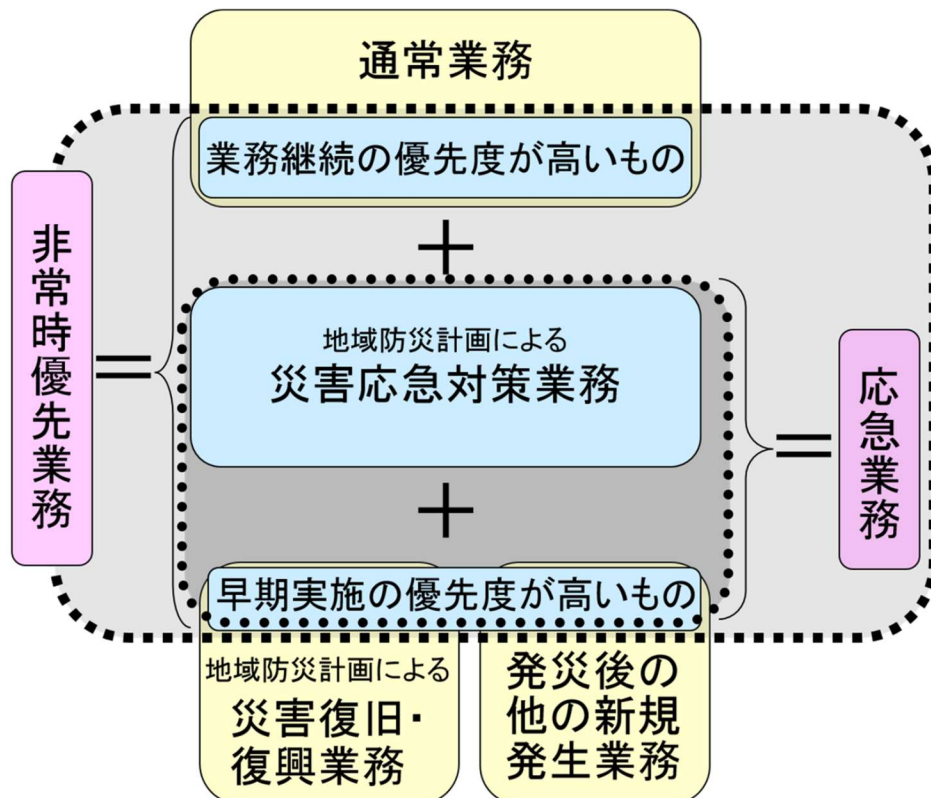 通常業務
業務継続の優先度が高いもの
+
非常時優先業務
=
地域防災計画による
災害応急対策業務
=
応急業務
+
早期実施の優先度が高いもの
地域防災計画による
災害復旧・
復興業務
発災後の
他の新規
発生業務